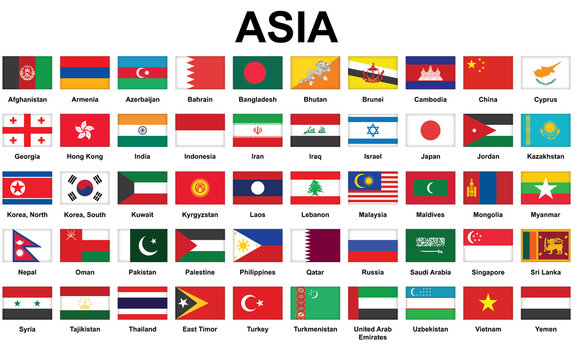 ASIA
Afghanistan Armenia Azerbaijan Bahrain Bangladesh Bhutan Brunei Cambodia China Cyprus
Georgia Hong Kong India Indonesia Iran Iraq Israel Japan Jordan Kazakhstan
Korea, North Korea, South Kuwait Kyrgyzstan Laos Lebanon Malaysia Maldives Mongolia Myanmar
Nepal Oman Pakistan Palestine Philippines Qatar Russia Saudi Arabia Singapore Sri Lanka
Syria Tajikistan Thailand East Timor Turkey Turkmenistan United Arab Uzbekistan Vietnam Yemen
Emirates